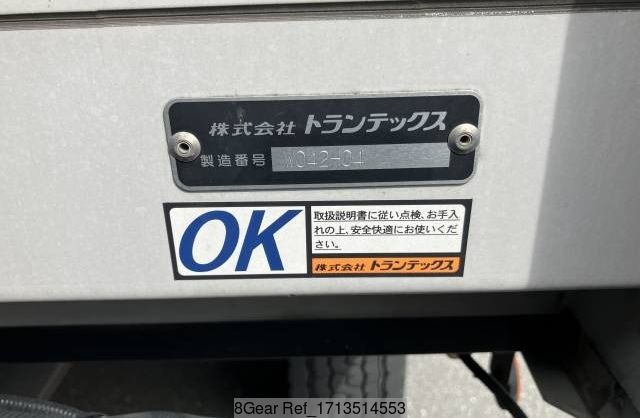 株式会社 トランテックス
製造番号 W042-04
OK
取扱説明書に従い点検、お手入
れの上、安全快適にお使いくだ
さい。
株式会社 トランテックス
8Gear Ref_1713514553